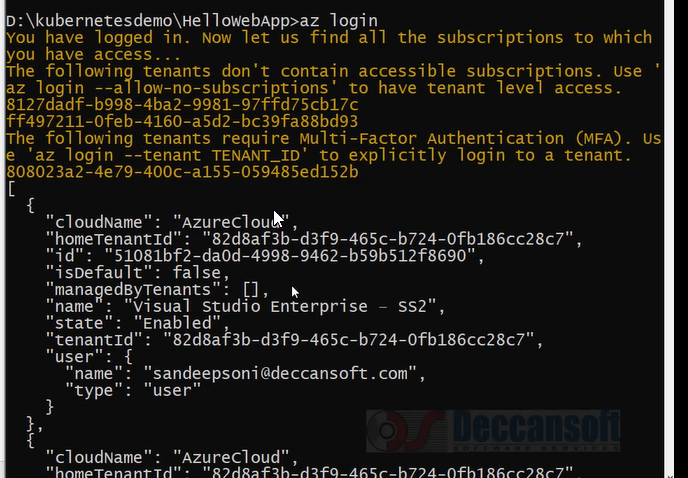 D:\kubernetesdemo\HelloWebApp>az login
You have logged in. Now let us find all the subscriptions to which
you have access...
The following tenants don't contain accessible subscriptions. Use '
az login --allow-no-subscriptions' to have tenant level access.
8127dadf-b998-4ba2-9981-97ffd75cb17c
ff497211-0feb-4160-a5d2-bc39fa88bd93
The following tenants require Multi-Factor Authentication (MFA). Us
e 'az login --tenant TENANT_ID' to explicitly login to a tenant.
808023a2-4e79-400c-a155-059485ed152b
[
  {
    "cloudName": "AzureCloud",
    "homeTenantId": "82d8af3b-d3f9-465c-b724-0fb186cc28c7",
    "id": "51081bf2-da0d-4998-9462-b59b512f8690",
    "isDefault": false,
    "managedByTenants": [],
    "name": "Visual Studio Enterprise – SS2",
    "state": "Enabled",
    "tenantId": "82d8af3b-d3f9-465c-b724-0fb186cc28c7",
    "user": {
      "name": "sandeepsoni@deccansoft.com",
      "type": "user"
    }
  },
  {
    "cloudName": "AzureCloud",
    "homeTenantId": "82d8af3b-d3f9-465c-b724-0fb186cc28c7",
Deccansoft
SOFTWARE SERVICES